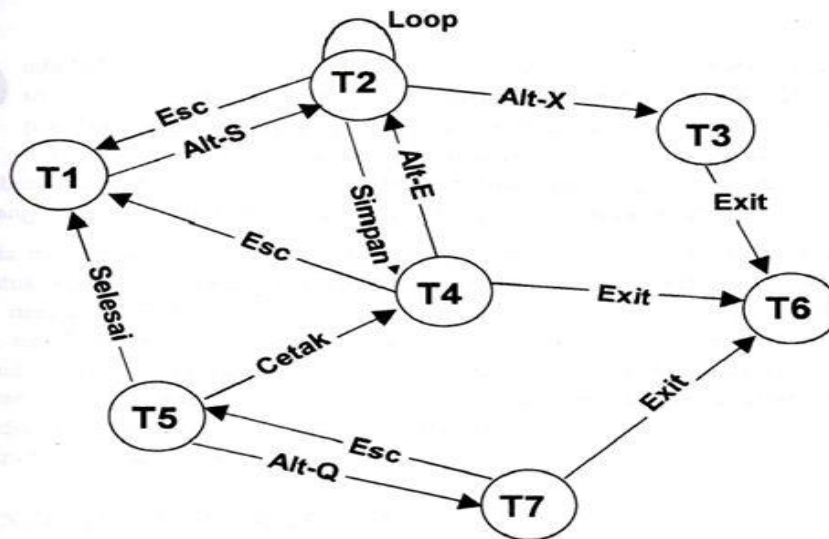 Loop
T2
Esc
Alt-X
Alt-S
T3
T1
Alt-E
Simpan
Exit
Esc
Selesai
T4
Exit
T6
Cetak
T5
Esc
Exit
Alt-Q
T7